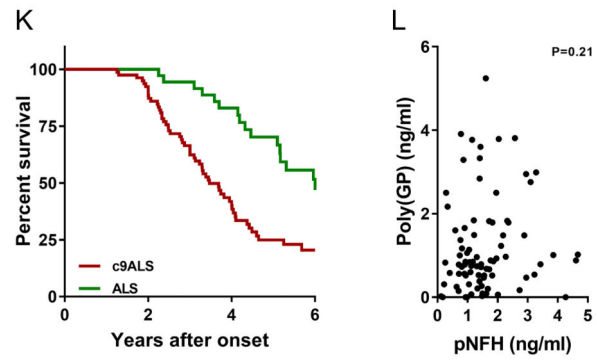 K
Percent survival
100
75
50
25
0
c9ALS
ALS
0 2 4 6
Years after onset
L
P=0.21
Poly(GP) (ng/ml)
6
4
2
0
0 1 2 3 4 5
pNFH (ng/ml)